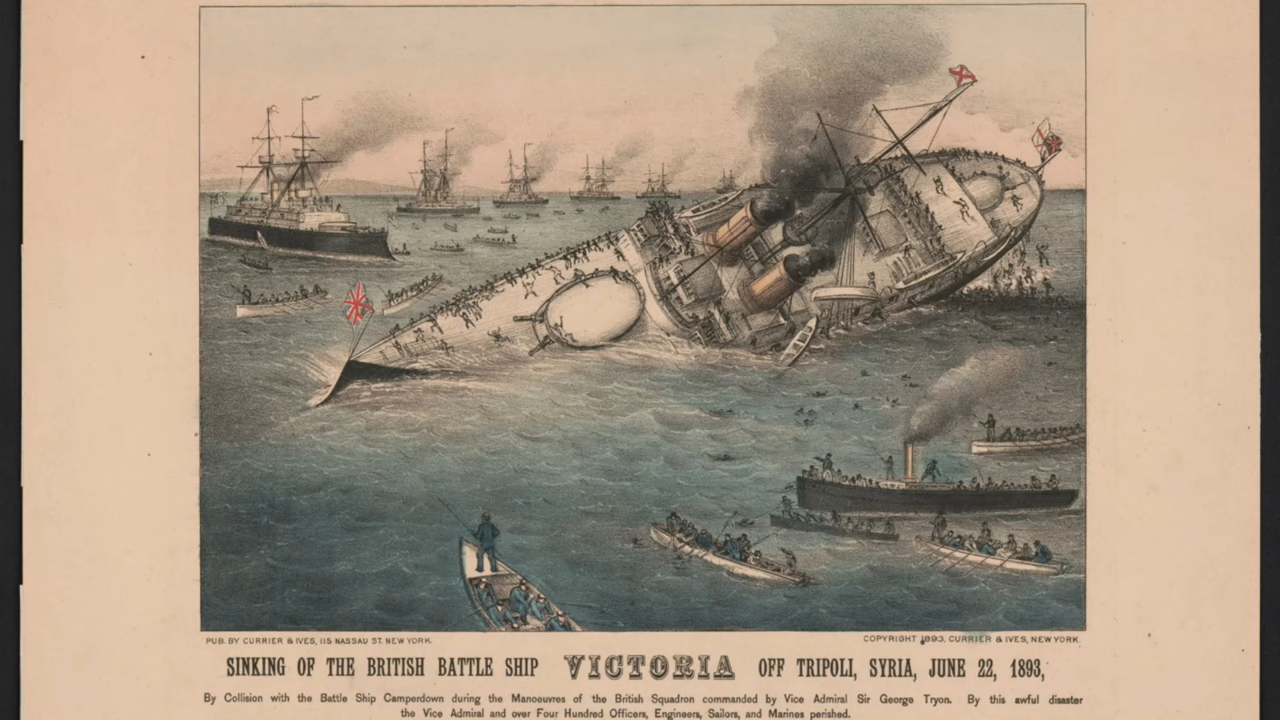 PUB. BY CURRIER & IVES, 115 NASSAU ST. NEW YORK.
COPYRIGHT 1893, CURRIER & IVES, NEW YORK.
SINKING OF THE BRITISH BATTLE SHIP VICTORIA OFF TRIPOLI, SYRIA, JUNE 22, 1893,
By Collision with the Battle Ship Camperdown during the Manoeuvres of the British Squadron commanded by Vice Admiral Sir George Tryon. By this awful disaster
the Vice Admiral and over Four Hundred Officers, Engineers, Sailors, and Marines perished.